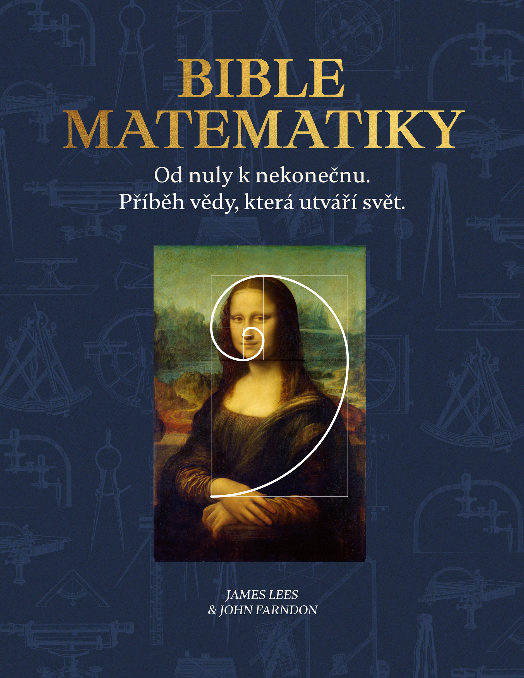 BIBLE
MATEMATIKY
Od nuly k nekonečnu.
Příběh vědy, která utváří svět.
JAMES LEES
& JOHN FARNDON